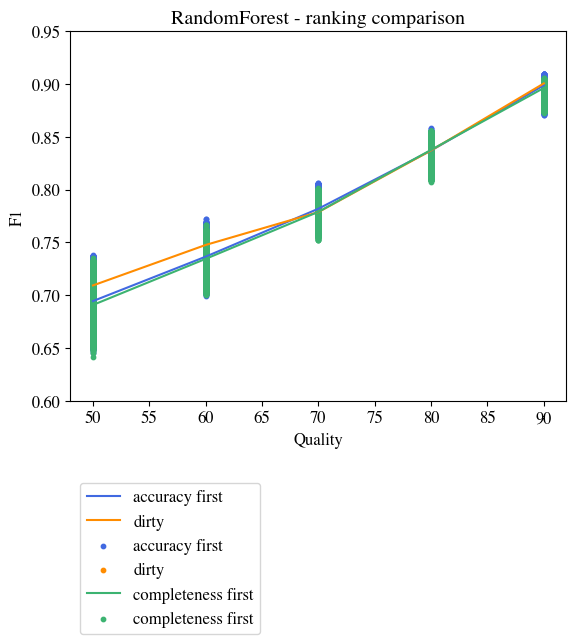 RandomForest - ranking comparison
0.95
0.90
0.85
0.80
0.75
0.70
0.65
0.60
F1
50 55 60 65 70 75 80 85 90
Quality
accuracy first
dirty
accuracy first
dirty
completeness first
completeness first